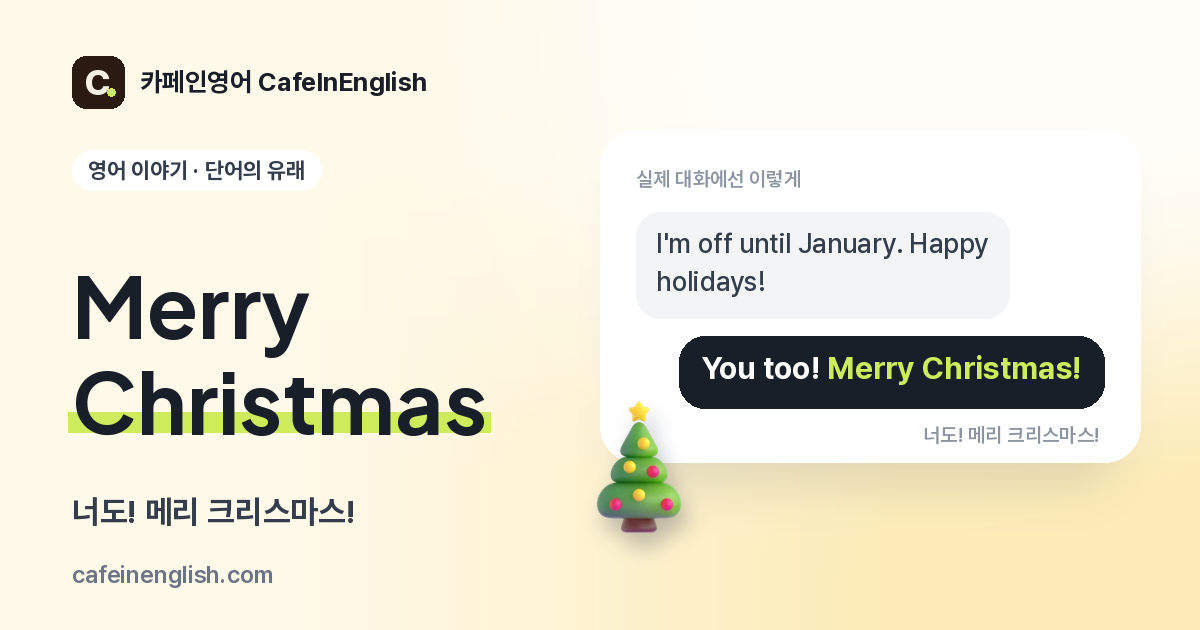 C
카페인영어 CafeInEnglish
영어 이야기 · 단어의 유래
Merry
Christmas
너도! 메리 크리스마스!
cafeinenglish.com
실제 대화에선 이렇게
I'm off until January. Happy
holidays!
You too! Merry Christmas!
너도! 메리 크리스마스!